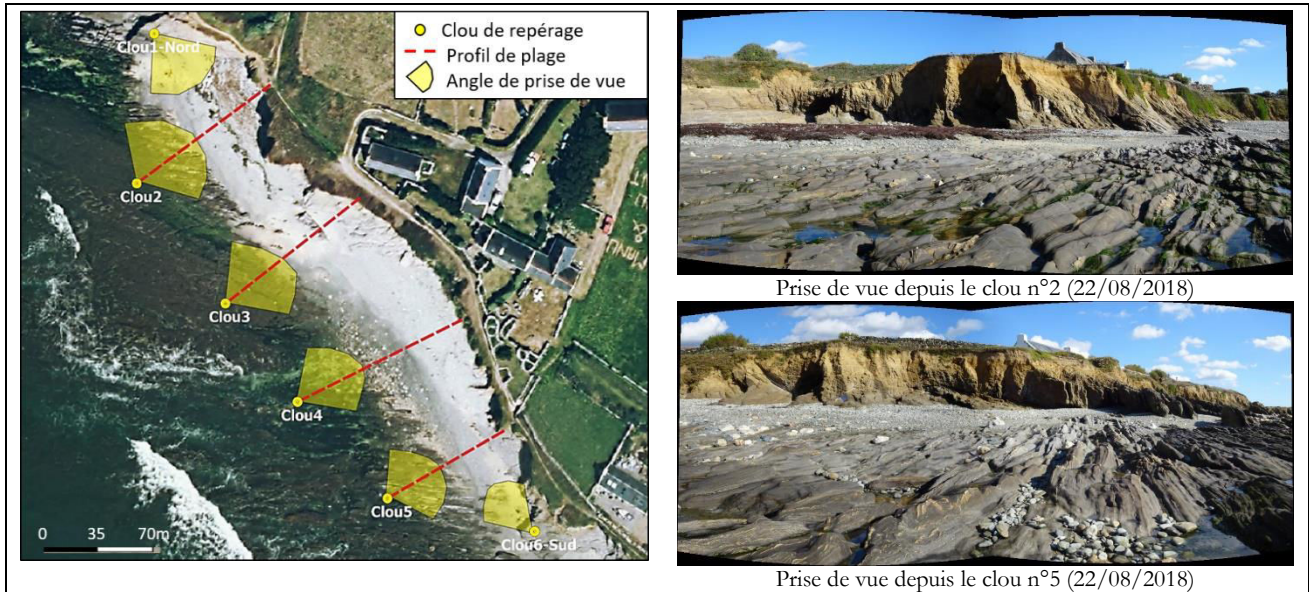 Clou de repérage
Profil de plage
Angle de prise de vue
Clou1-Nord
Clou2
Clou3
Clou4
Clou5
Clou6-Sud
0 35 70m
Prise de vue depuis le clou n°2 (22/08/2018)
Prise de vue depuis le clou n°5 (22/08/2018)